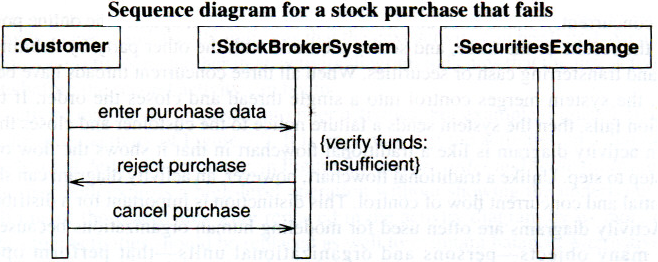 Sequence diagram for a stock purchase that fails
:Customer :StockBrokerSystem :SecuritiesExchange
enter purchase data
{verify funds:
insufficient}
reject purchase
cancel purchase